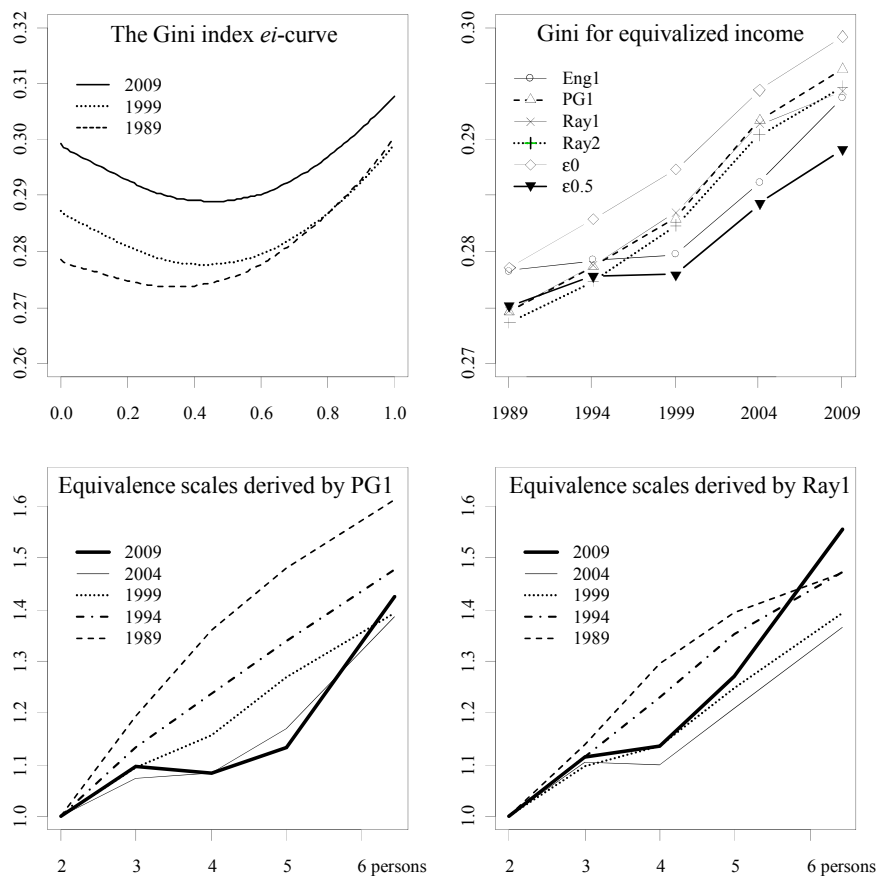 The Gini index ei-curve
2009
1999
1989
0.32
0.31
0.30
0.29
0.28
0.27
0.26
0.0 0.2 0.4 0.6 0.8 1.0
Gini for equivalized income
Eng1
PG1
Ray1
Ray2
ε0
ε0.5
0.30
0.29
0.28
0.27
1989 1994 1999 2004 2009
Equivalence scales derived by PG1
2009
2004
1999
1994
1989
1.6
1.5
1.4
1.3
1.2
1.1
1.0
2 3 4 5 6 persons
Equivalence scales derived by Ray1
2009
2004
1999
1994
1989
1.6
1.5
1.4
1.3
1.2
1.1
1.0
2 3 4 5 6 persons